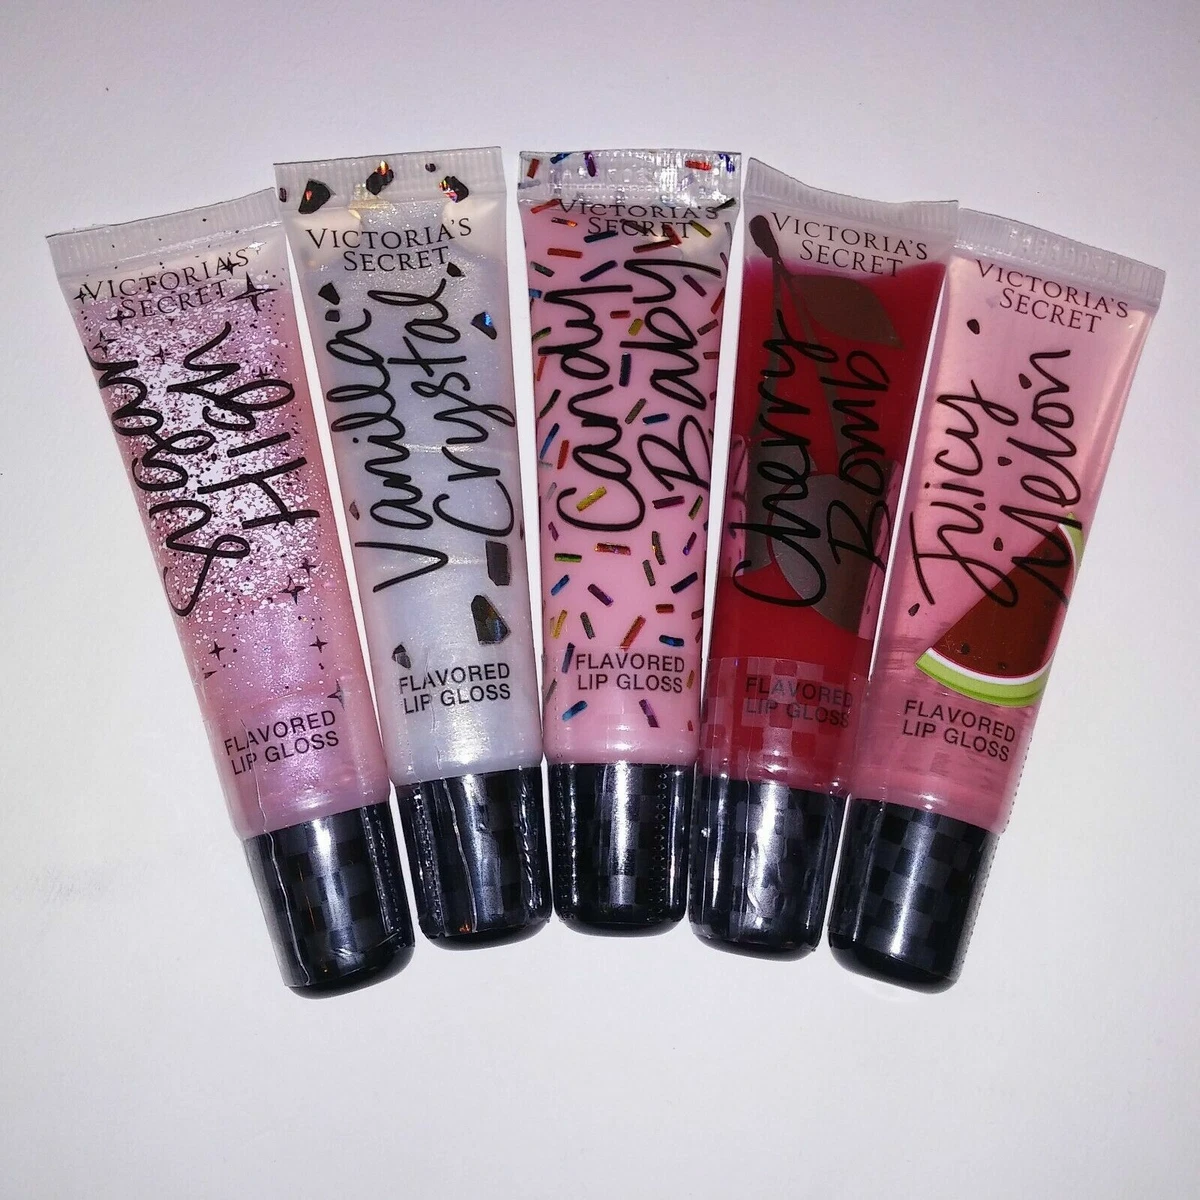 VICTORIA'S
SECRET
Sugar
High
FLAVORED
LIP GLOSS
VICTORIA'S
SECRET
Vanilla
Crystal
FLAVORED
LIP GLOSS
VICTORIA'S
SECRET
Candy
Baby
FLAVORED
LIP GLOSS
VICTORIA'S
SECRET
Cherry
Bomb
FLAVORED
LIP GLOSS
VICTORIA'S
SECRET
Juicy
Melon
FLAVORED
LIP GLOSS